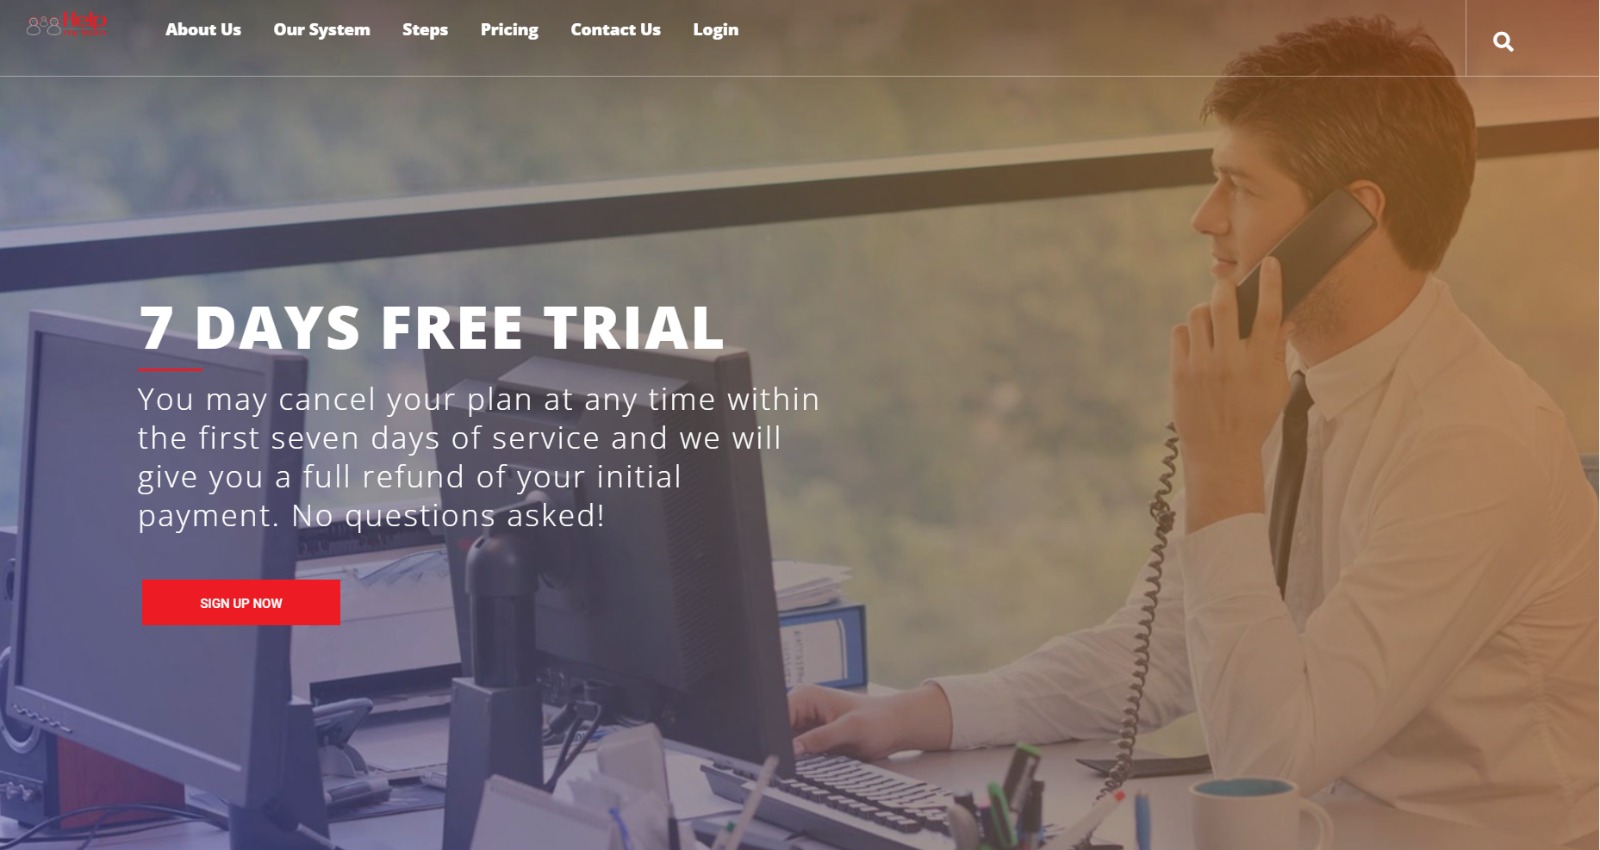 Help
About Us
Our System
Steps
Pricing
Contact Us
Login
7 DAYS FREE TRIAL
You may cancel your plan at any time within
the first seven days of service and we will
give you a full refund of your initial
payment. No questions asked!
SIGN UP NOW